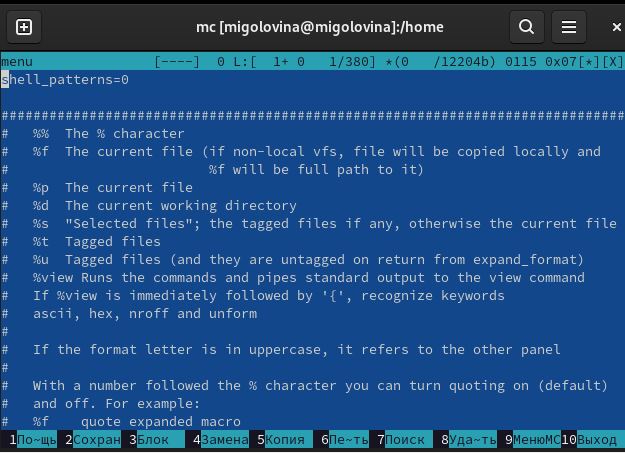 mc [migolovina@migolovina]:/home
menu [----] 0 L:[ 1+ 0 1/380] *(0 /12204b) 0115 0x07[*][X]
shell_patterns=0
################################################################################
# %% The % character
# %f The current file (if non-local vfs, file will be copied locally and
# %f will be full path to it)
# %p The current file
# %d The current working directory
# %s "Selected files"; the tagged files if any, otherwise the current file
# %t Tagged files
# %u Tagged files (and they are untagged on return from expand_format)
# %view Runs the commands and pipes standard output to the view command
# If %view is immediately followed by '{', recognize keywords
# ascii, hex, nroff and unform
#
# If the format letter is in uppercase, it refers to the other panel
#
# With a number followed the % character you can turn quoting on (default)
# and off. For example:
# %f quote expanded macro
1По~щь 2Сохран 3Блок 4Замена 5Копия 6Пе~ть 7Поиск 8Уда~ть 9МенюMC 10Выход